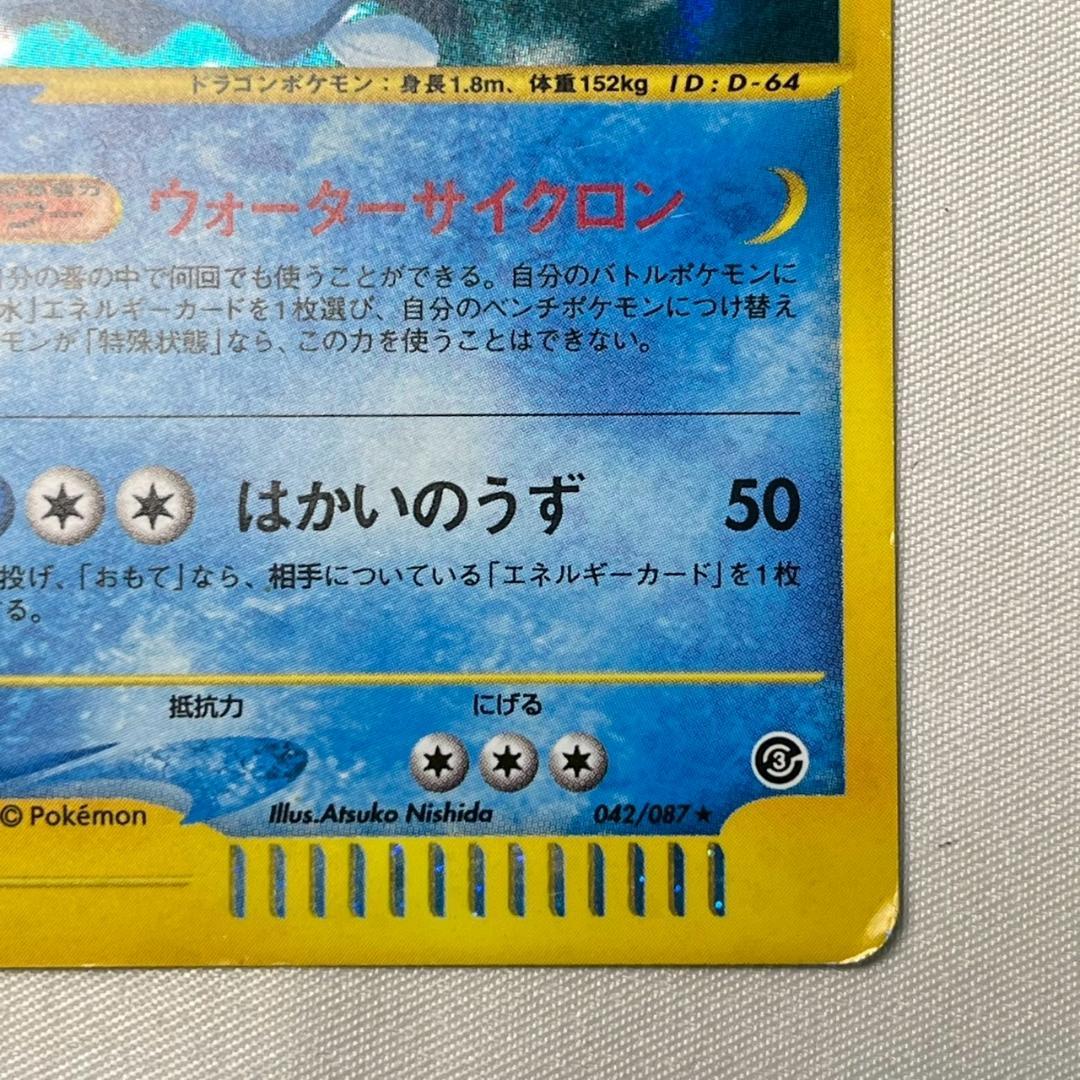 ドラゴンポケモン：身長1.8m、体重152kg ID：D-64
ウォーターサイクロン
自分の番の中で何回でも使うことができる。自分のバトルポケモンに
水」エネルギーカードを1枚選び、自分のベンチポケモンにつけ替え
モンが「特殊状態」なら、この力を使うことはできない。
はかいのうず 50
投げ、「おもて」なら、相手についている「エネルギーカード」を1枚
る。
抵抗力 にげる
3
© Pokémon Illus.Atsuko Nishida 042/087 ★